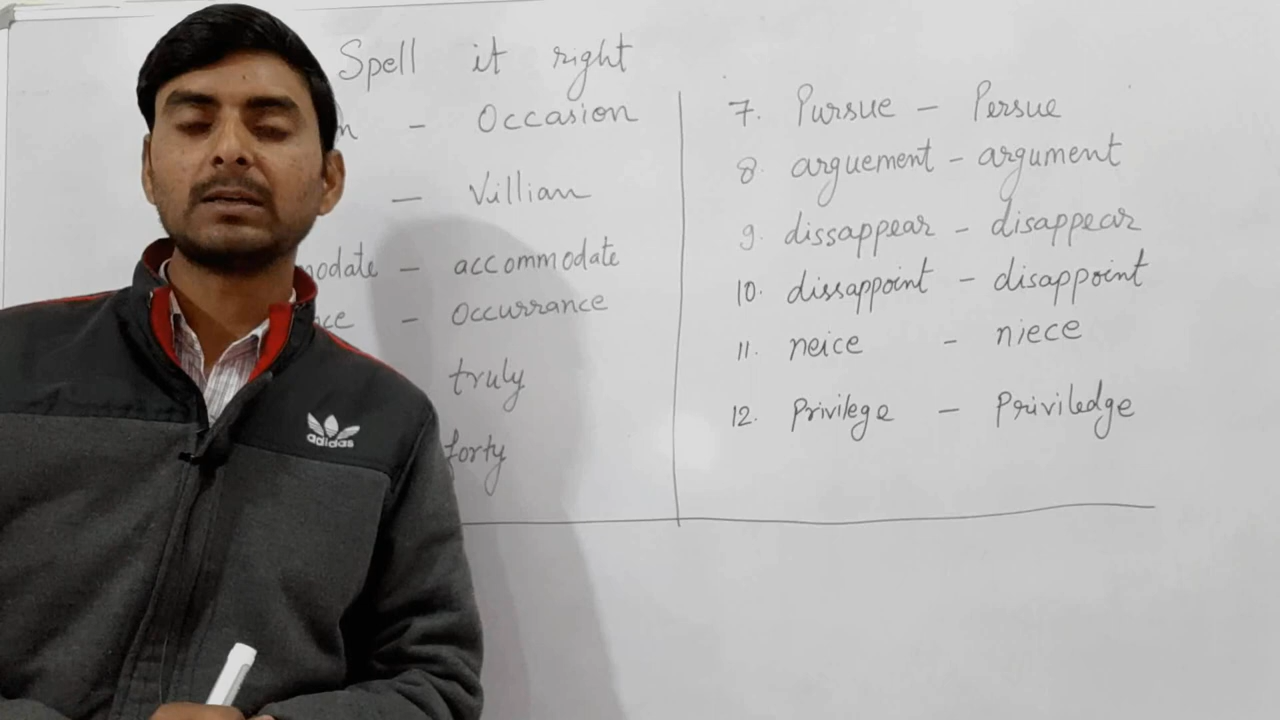 Spell it right
n - Occasion
— Villian
modate - accommodate
nce - Occurrance
truly
forty
adidas
7. Pursue - Persue
8. arguement - argument
9. dissappear - disappear
10. dissappoint - disappoint
11. neice - niece
12. Privilege - Priviledge